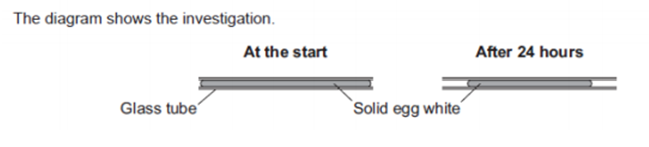 The diagram shows the investigation.
At the start
After 24 hours
Glass tube
Solid egg white